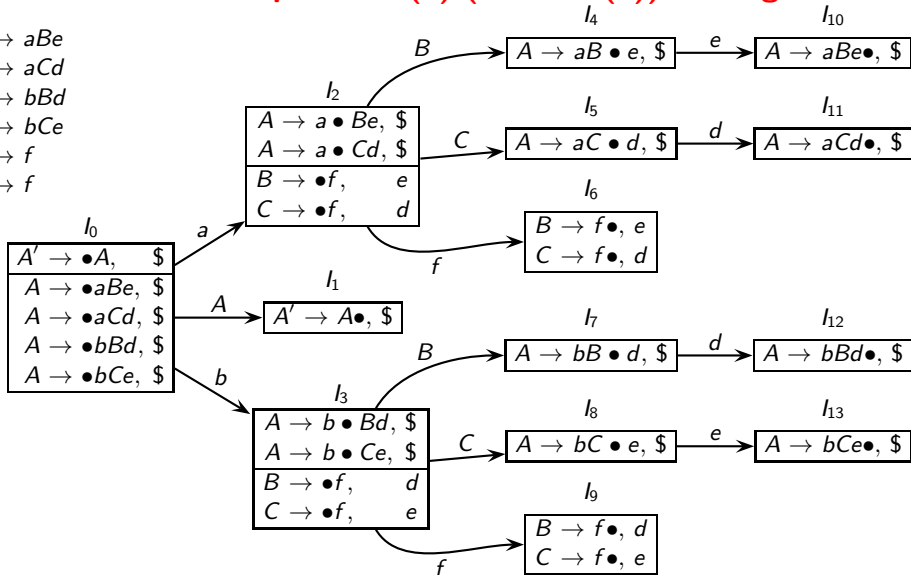 → aBe
→ aCd
→ bBd
→ bCe
→ f
→ f
I0
A′ → •A, $
A → •aBe, $
A → •aCd, $
A → •bBd, $
A → •bCe, $
a
A
b
I2
A → a • Be, $
A → a • Cd, $
B → •f, e
C → •f, d
B
C
f
I1
A′ → A•, $
I3
A → b • Bd, $
A → b • Ce, $
B → •f, d
C → •f, e
B
C
f
I4
A → aB • e, $
e
I10
A → aBe•, $
I5
A → aC • d, $
d
I11
A → aCd•, $
I6
B → f•, e
C → f•, d
I7
A → bB • d, $
d
I12
A → bBd•, $
I8
A → bC • e, $
e
I13
A → bCe•, $
I9
B → f•, d
C → f•, e